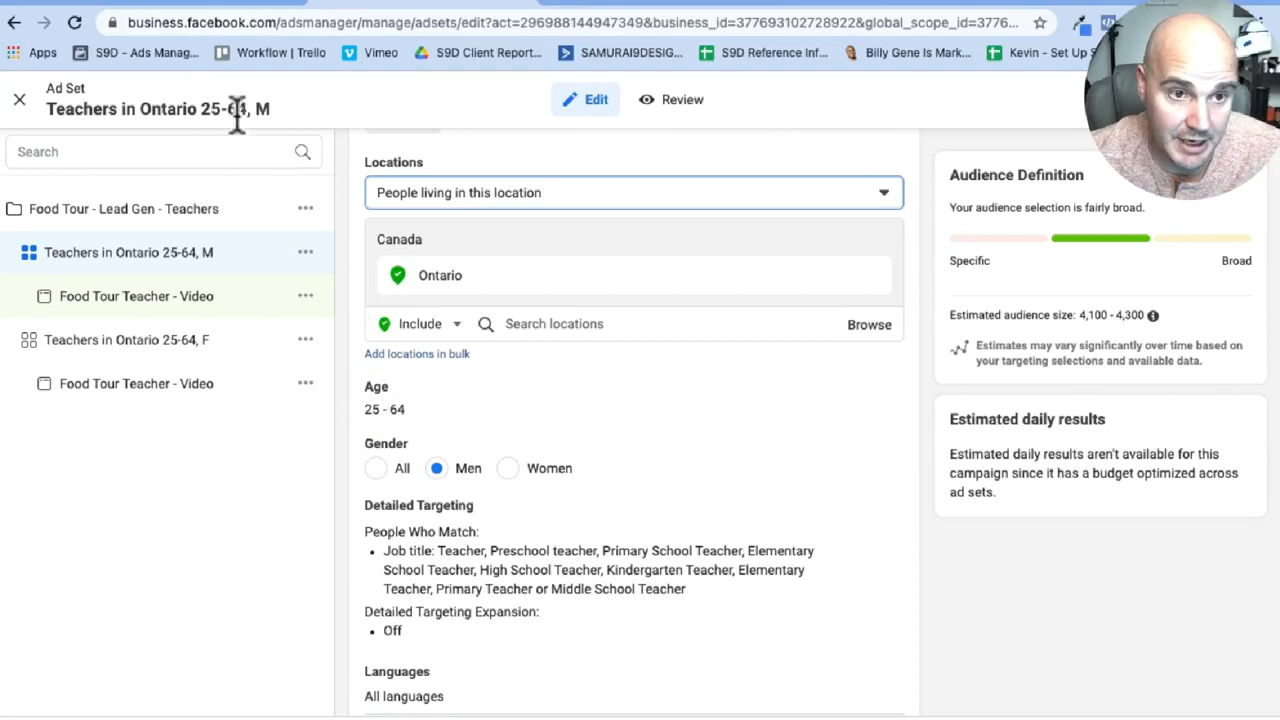 business.facebook.com/adsmanager/manage/adsets/edit?act=296988144947349&business_id=377693102728922&global_scope_id=3776...
Apps
S9D - Ads Manag...
Workflow | Trello
Vimeo
S9D Client Report...
SAMURAI9DESIG...
S9D Reference Inf...
Billy Gene Is Mark...
Kevin - Set Up S
Ad Set
Teachers in Ontario 25-64, M
Edit
Review
Search
Food Tour - Lead Gen - Teachers
Teachers in Ontario 25-64, M
Food Tour Teacher - Video
Teachers in Ontario 25-64, F
Food Tour Teacher - Video
Locations
People living in this location
Canada
Ontario
Include
Search locations
Browse
Add locations in bulk
Age
25 - 64
Gender
All
Men
Women
Detailed Targeting
People Who Match:
• Job title: Teacher, Preschool teacher, Primary School Teacher, Elementary
School Teacher, High School Teacher, Kindergarten Teacher, Elementary
Teacher, Primary Teacher or Middle School Teacher
Detailed Targeting Expansion:
• Off
Languages
All languages
Audience Definition
Your audience selection is fairly broad.
Specific
Broad
Estimated audience size: 4,100 - 4,300
Estimates may vary significantly over time based on
your targeting selections and available data.
Estimated daily results
Estimated daily results aren't available for this
campaign since it has a budget optimized across
ad sets.